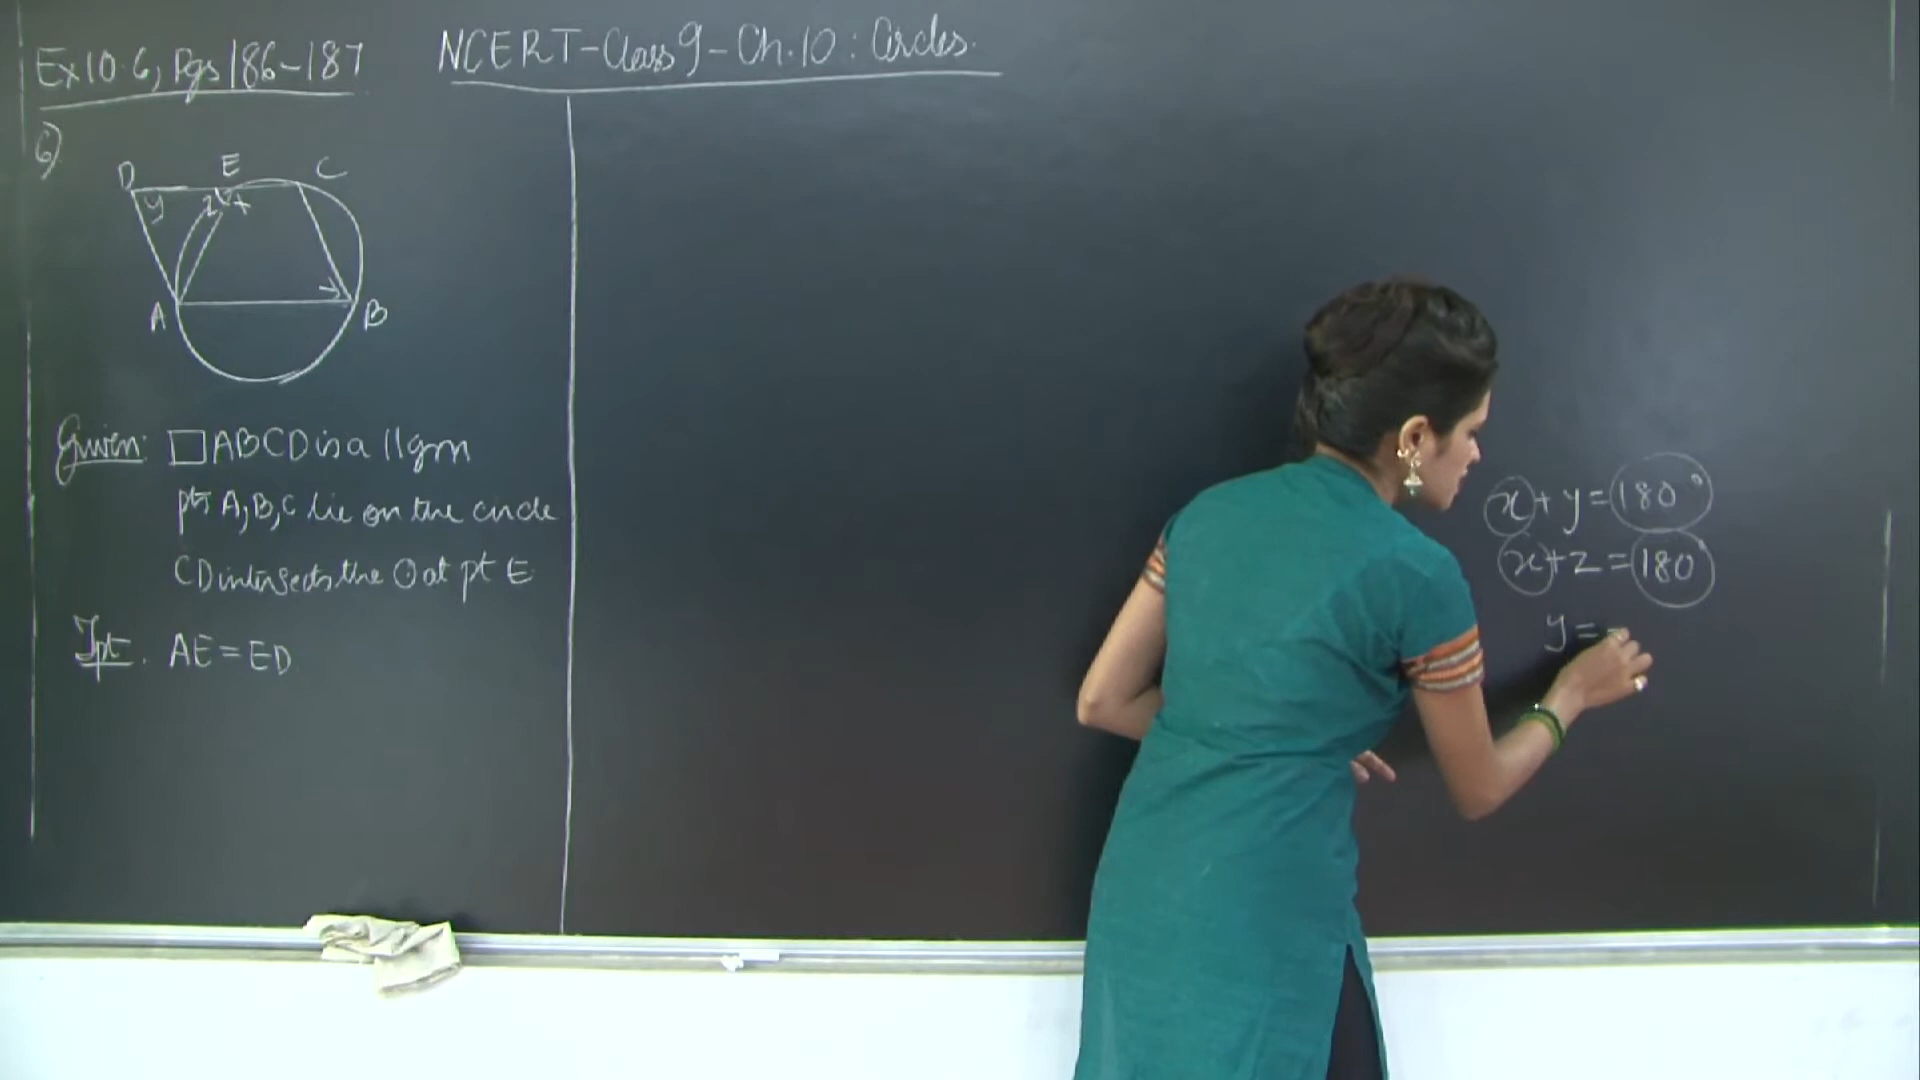 Ex 10.6, Pgs 186-187
NCERT-Class 9-Ch.10: Circles.
6)
D E C
y z x
A B
Given: □ABCD is a ||gm
pts A, B, C lie on the circle
CD intersects the ⊙ at pt E
Tpt. AE = ED
x + y = 180°
x + z = 180°
y =